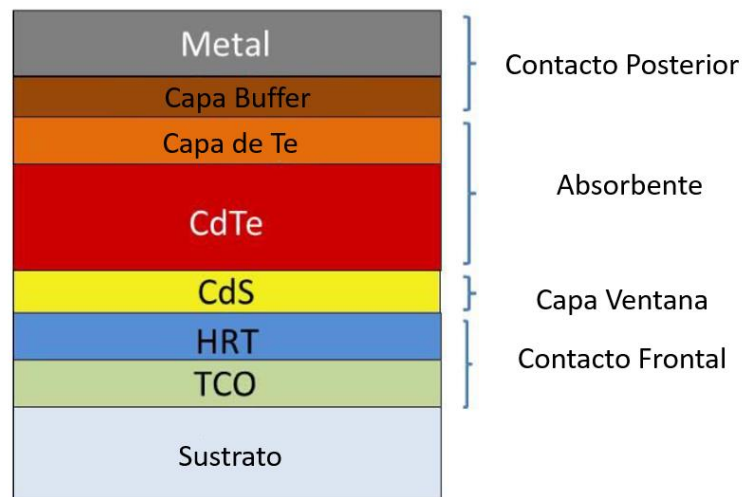 Metal
Capa Buffer
Capa de Te
CdTe
CdS
HRT
TCO
Sustrato
Contacto Posterior
Absorbente
Capa Ventana
Contacto Frontal